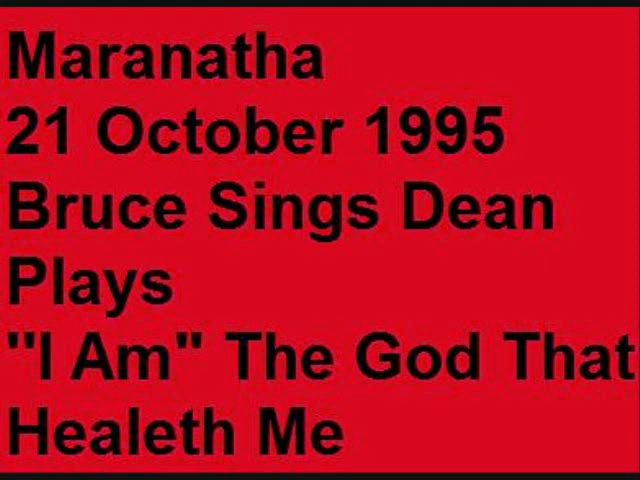 Maranatha
21 October 1995
Bruce Sings Dean
Plays
"I Am" The God That
Healeth Me